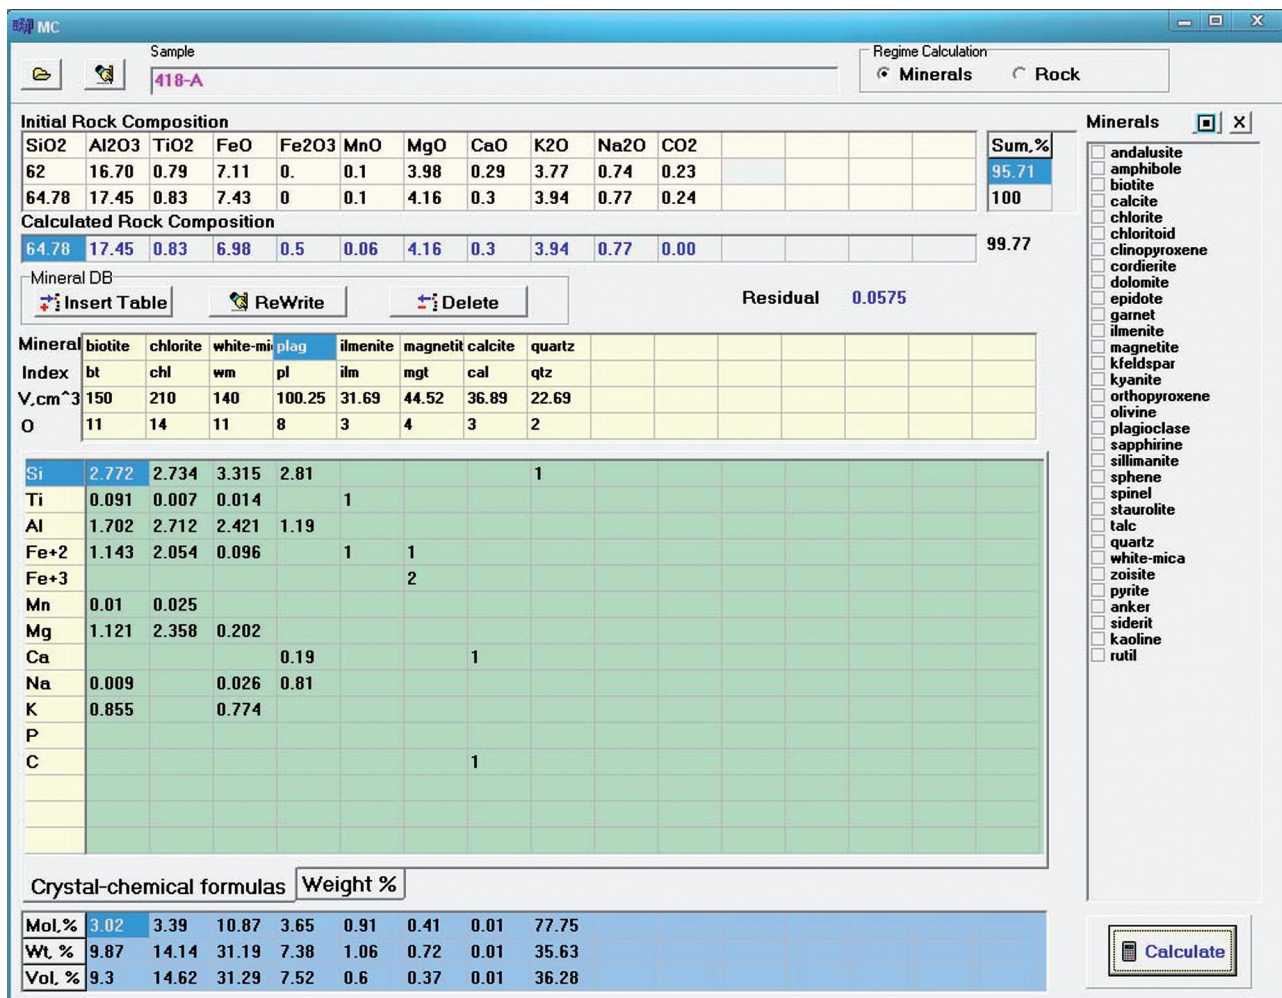 MC
Sample
Regime Calculation
418-A
Minerals Rock
Initial Rock Composition
SiO2 Al2O3 TiO2 FeO Fe2O3 MnO MgO CaO K2O Na2O CO2 Sum,%
62 16.70 0.79 7.11 0. 0.1 3.98 0.29 3.77 0.74 0.23 95.71
64.78 17.45 0.83 7.43 0 0.1 4.16 0.3 3.94 0.77 0.24 100
Calculated Rock Composition
64.78 17.45 0.83 6.98 0.5 0.06 4.16 0.3 3.94 0.77 0.00 99.77
Mineral DB
Insert Table ReWrite Delete Residual 0.0575
Mineral biotite chlorite white-mi plag ilmenite magnetit calcite quartz
Index bt chl wm pl ilm mgt cal qtz
V,cm^3 150 210 140 100.25 31.69 44.52 36.89 22.69
O 11 14 11 8 3 4 3 2
Si 2.772 2.734 3.315 2.81 1
Ti 0.091 0.007 0.014 1
Al 1.702 2.712 2.421 1.19
Fe+2 1.143 2.054 0.096 1 1
Fe+3 2
Mn 0.01 0.025
Mg 1.121 2.358 0.202
Ca 0.19 1
Na 0.009 0.026 0.81
K 0.855 0.774
P
C 1
Crystal-chemical formulas Weight %
Mol,% 3.02 3.39 10.87 3.65 0.91 0.41 0.01 77.75
Wt, % 9.87 14.14 31.19 7.38 1.06 0.72 0.01 35.63
Vol, % 9.3 14.62 31.29 7.52 0.6 0.37 0.01 36.28
Minerals X
andalusite
amphibole
biotite
calcite
chlorite
chloritoid
clinopyroxene
cordierite
dolomite
epidote
garnet
ilmenite
magnetite
kfeldspar
kyanite
orthopyroxene
olivine
plagioclase
sapphirine
sillimanite
sphene
spinel
staurolite
talc
quartz
white-mica
zoisite
pyrite
anker
siderit
kaoline
rutil
Calculate